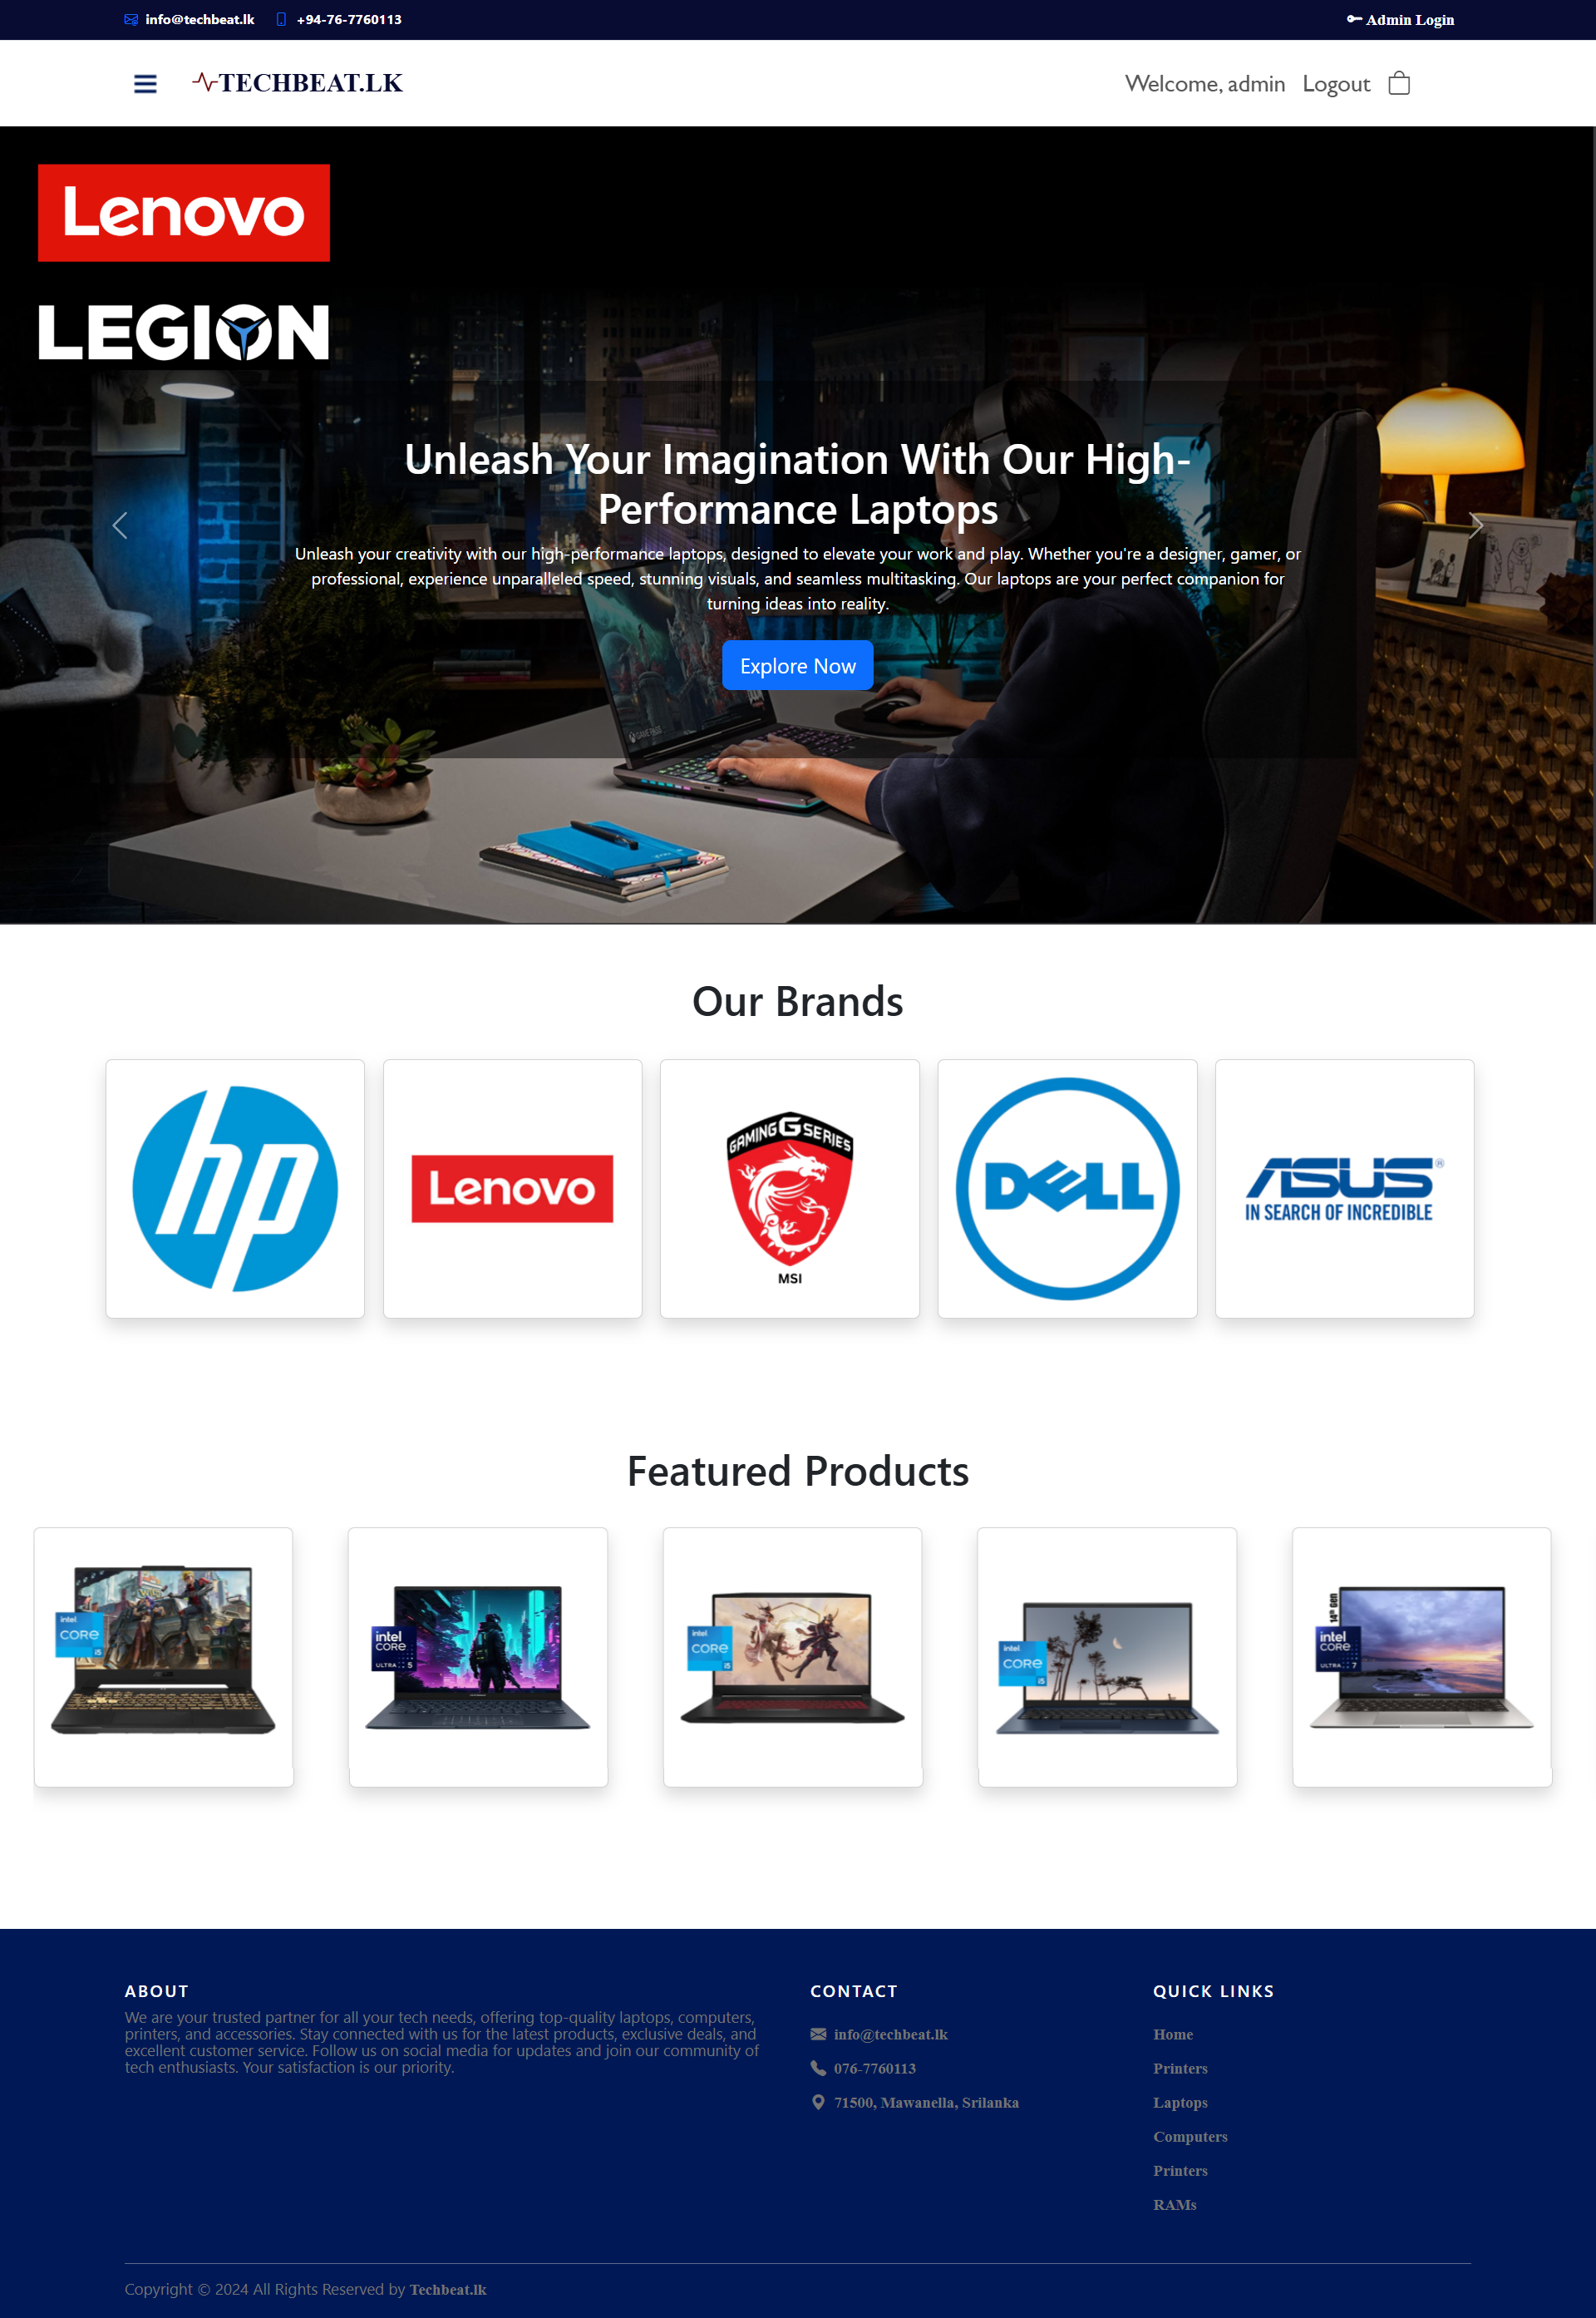 info@techbeat.lk +94-76-7760113 Admin Login
TECHBEAT.LK Welcome, admin Logout
Lenovo
LEGION
Unleash Your Imagination With Our High-
Performance Laptops
Unleash your creativity with our high-performance laptops, designed to elevate your work and play. Whether you're a designer, gamer, or
professional, experience unparalleled speed, stunning visuals, and seamless multitasking. Our laptops are your perfect companion for
turning ideas into reality.
Explore Now
Our Brands
hp
Lenovo
GAMING G SERIES
MSI
DELL
ASUS®
IN SEARCH OF INCREDIBLE
Featured Products
intel
CORE
i5
intel
CORE
ULTRA 5
intel
CORE
i5
intel
CORE
i5
14th Gen
intel
CORE
ULTRA 7
ABOUT
We are your trusted partner for all your tech needs, offering top-quality laptops, computers,
printers, and accessories. Stay connected with us for the latest products, exclusive deals, and
excellent customer service. Follow us on social media for updates and join our community of
tech enthusiasts. Your satisfaction is our priority.
CONTACT
info@techbeat.lk
076-7760113
71500, Mawanella, Srilanka
QUICK LINKS
Home
Printers
Laptops
Computers
Printers
RAMs
Copyright © 2024 All Rights Reserved by Techbeat.lk